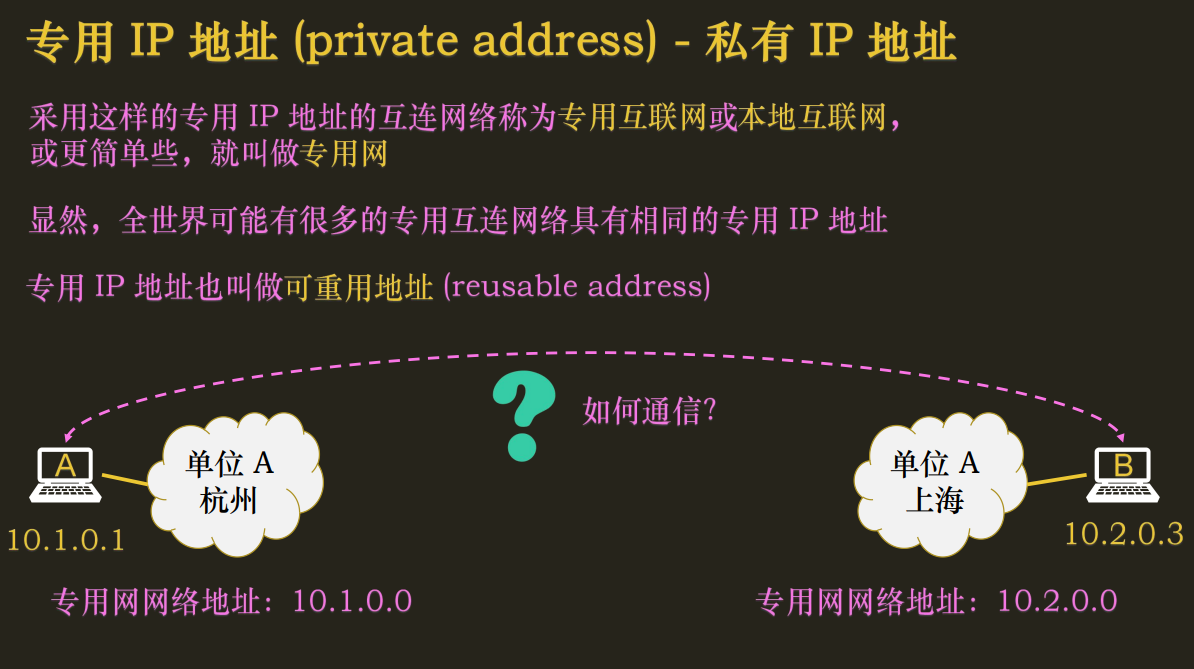 专用 IP 地址 (private address) - 私有 IP 地址
采用这样的专用 IP 地址的互连网络称为专用互联网或本地互联网，
或更简单些，就叫做专用网
显然，全世界可能有很多的专用互连网络具有相同的专用 IP 地址
专用 IP 地址也叫做可重用地址 (reusable address)
?
如何通信?
A
单位 A
杭州
10.1.0.1
专用网网络地址：10.1.0.0
单位 A
上海
B
10.2.0.3
专用网网络地址：10.2.0.0